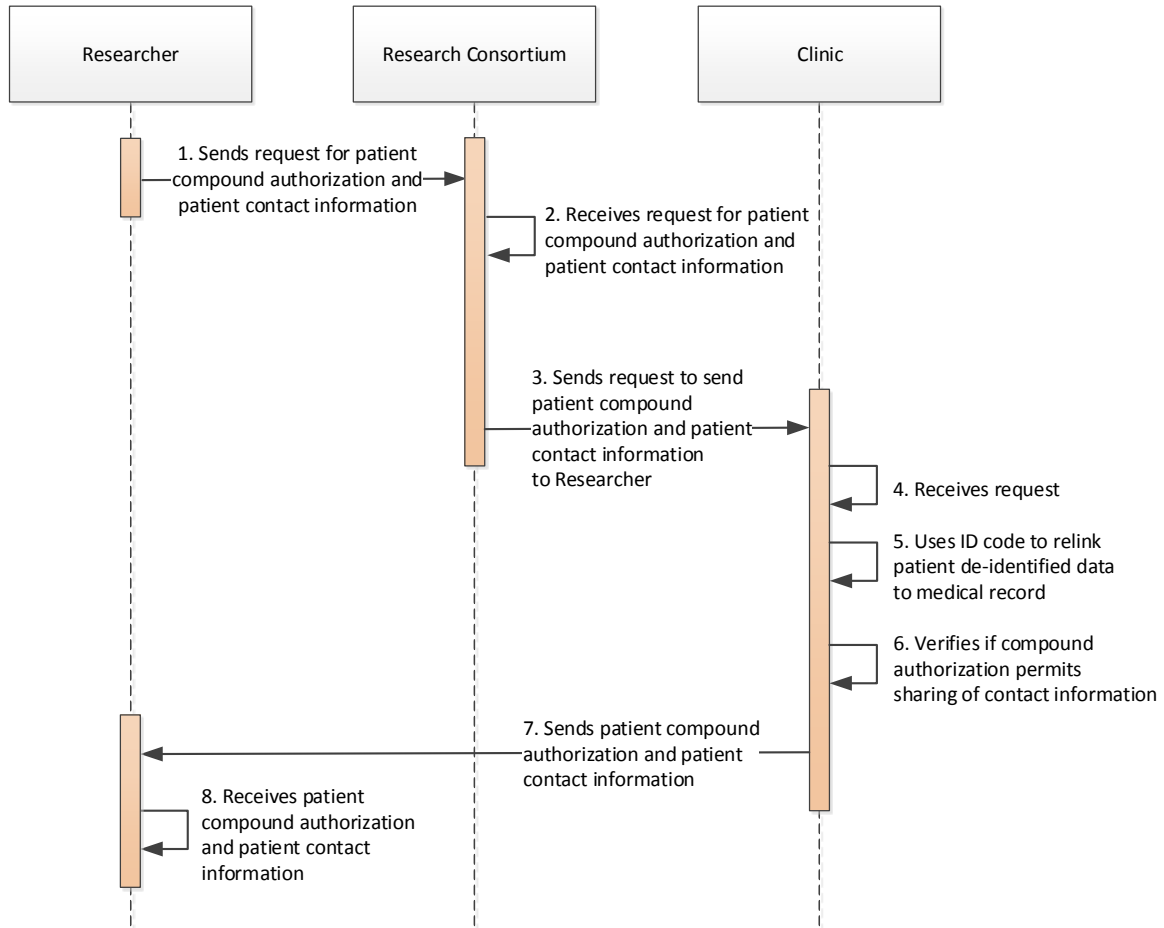 Researcher
Research Consortium
Clinic
1. Sends request for patient
compound authorization and
patient contact information
2. Receives request for patient
compound authorization and
patient contact information
3. Sends request to send
patient compound
authorization and patient
contact information
to Researcher
4. Receives request
5. Uses ID code to relink
patient de-identified data
to medical record
6. Verifies if compound
authorization permits
sharing of contact information
7. Sends patient compound
authorization and patient
contact information
8. Receives patient
compound authorization
and patient contact
information